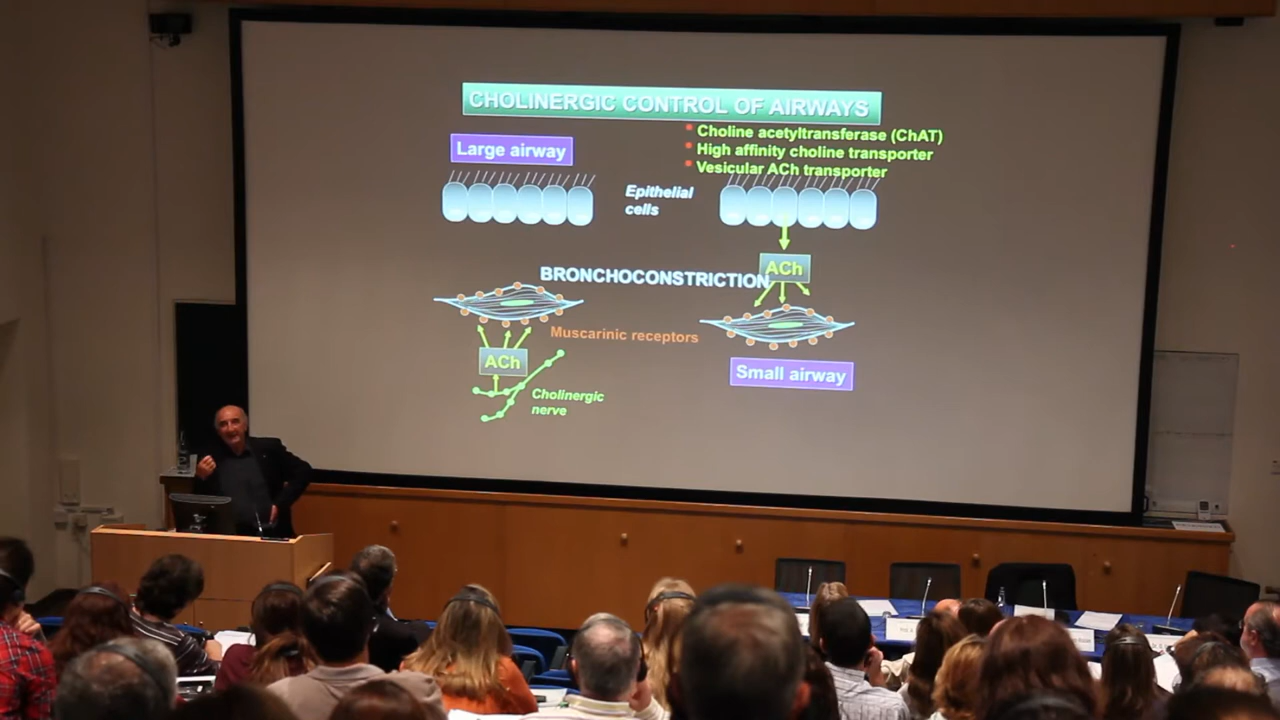 CHOLINERGIC CONTROL OF AIRWAYS
Large airway
Choline acetyltransferase (ChAT)
High affinity choline transporter
Vesicular ACh transporter
Epithelial
cells
ACh
BRONCHOCONSTRICTION
Muscarinic receptors
ACh
Small airway
Cholinergic
nerve